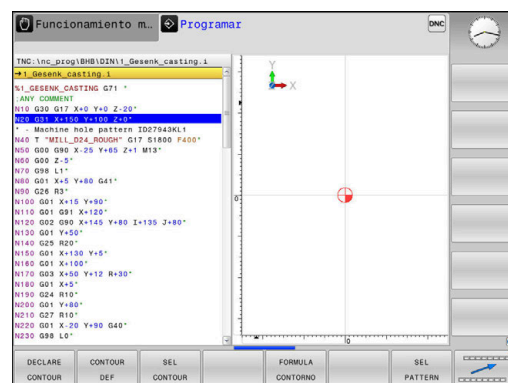 Funcionamiento m...
Programar
DNC
TNC:\nc_prog\BHB\DIN\1_Gesenk_casting.i
→1_Gesenk_casting.i
%1_GESENK_CASTING G71 *
;ANY COMMENT
N10 G30 G17 X+0 Y+0 Z-20*
N20 G31 X+150 Y+100 Z+0*
* - Machine hole pattern ID27943KL1
N40 T "MILL_D24_ROUGH" G17 S1800 F400*
N50 G00 G90 X-25 Y+65 Z+1 M13*
N60 G00 Z-5*
N70 G98 L1*
N80 G01 X+5 Y+80 G41*
N90 G26 R3*
N100 G01 X+15 Y+90*
N110 G01 G91 X+120*
N120 G02 G90 X+145 Y+80 I+135 J+80*
N130 G01 Y+50*
N140 G25 R20*
N150 G01 X+130 Y+5*
N160 G01 X+100*
N170 G03 X+50 Y+12 R+30*
N180 G01 X+5*
N190 G24 R10*
N200 G01 Y+80*
N210 G27 R10*
N220 G01 X-20 Y+90 G40*
N230 G98 L0*
Y
X
0
0
DECLARE CONTOUR
CONTOUR DEF
SEL CONTOUR
FORMULA CONTORNO
SEL PATTERN